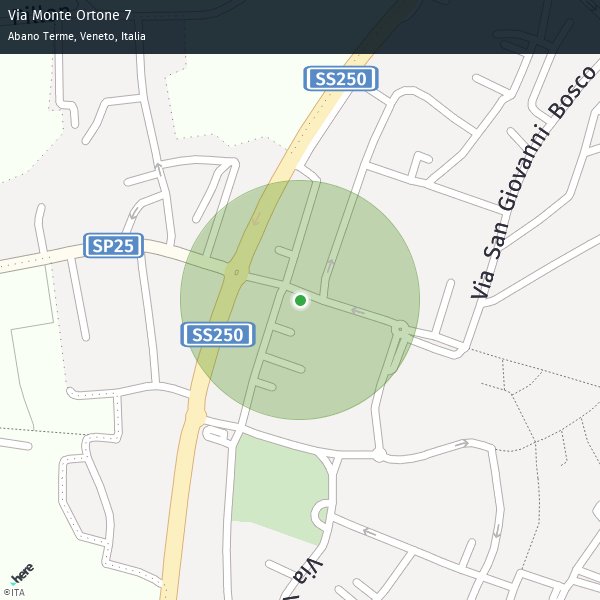 Via Monte Ortone 7
Abano Terme, Veneto, Italia
SS250
Via San Giovanni Bosco
SP25
SS250
Via
here
©ITA